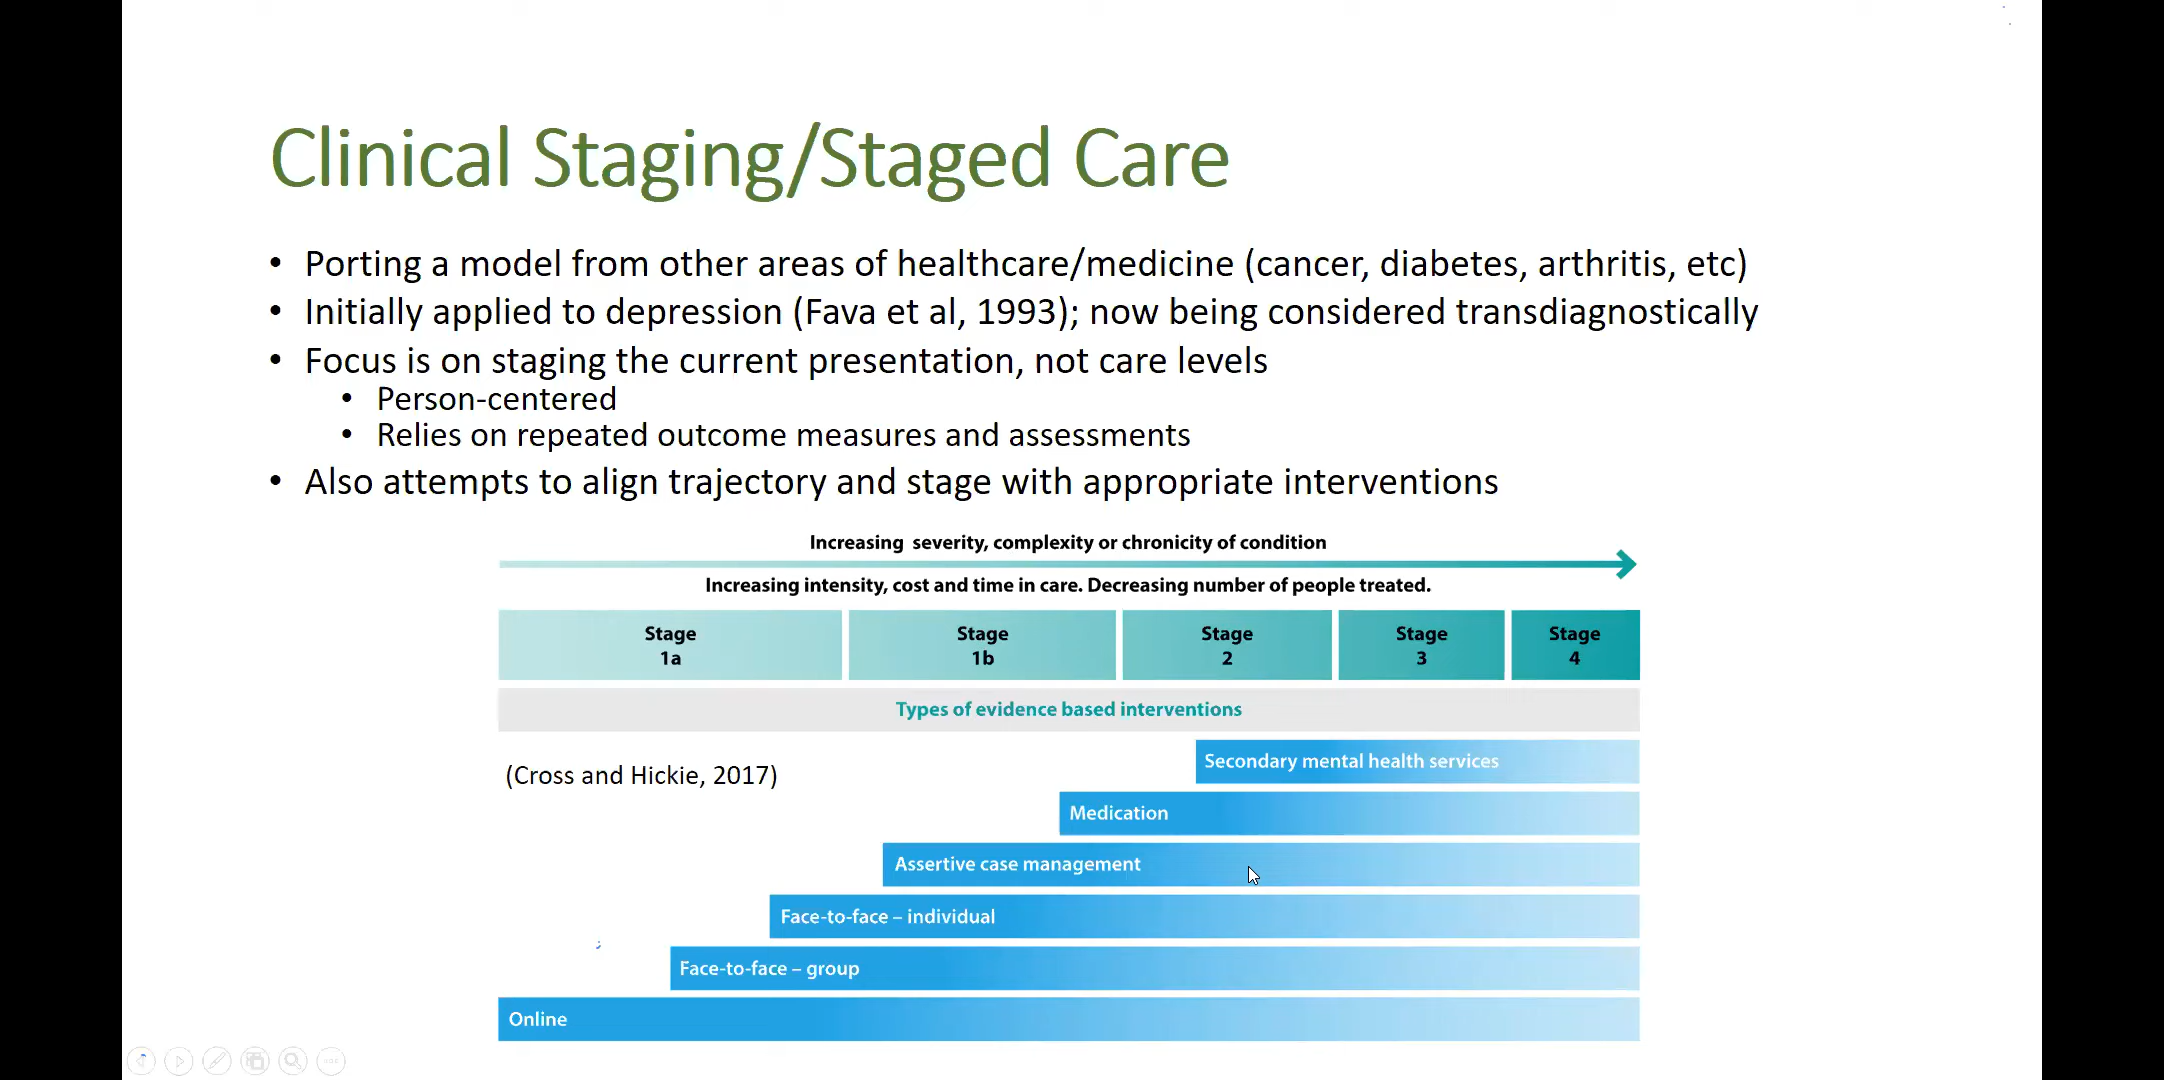 Clinical Staging/Staged Care
• Porting a model from other areas of healthcare/medicine (cancer, diabetes, arthritis, etc)
• Initially applied to depression (Fava et al, 1993); now being considered transdiagnostically
• Focus is on staging the current presentation, not care levels
• Person-centered
• Relies on repeated outcome measures and assessments
• Also attempts to align trajectory and stage with appropriate interventions
Increasing severity, complexity or chronicity of condition
Increasing intensity, cost and time in care. Decreasing number of people treated.
Stage
1a
Stage
1b
Stage
2
Stage
3
Stage
4
Types of evidence based interventions
Secondary mental health services
(Cross and Hickie, 2017)
Medication
Assertive case management
Face-to-face – individual
Face-to-face – group
Online